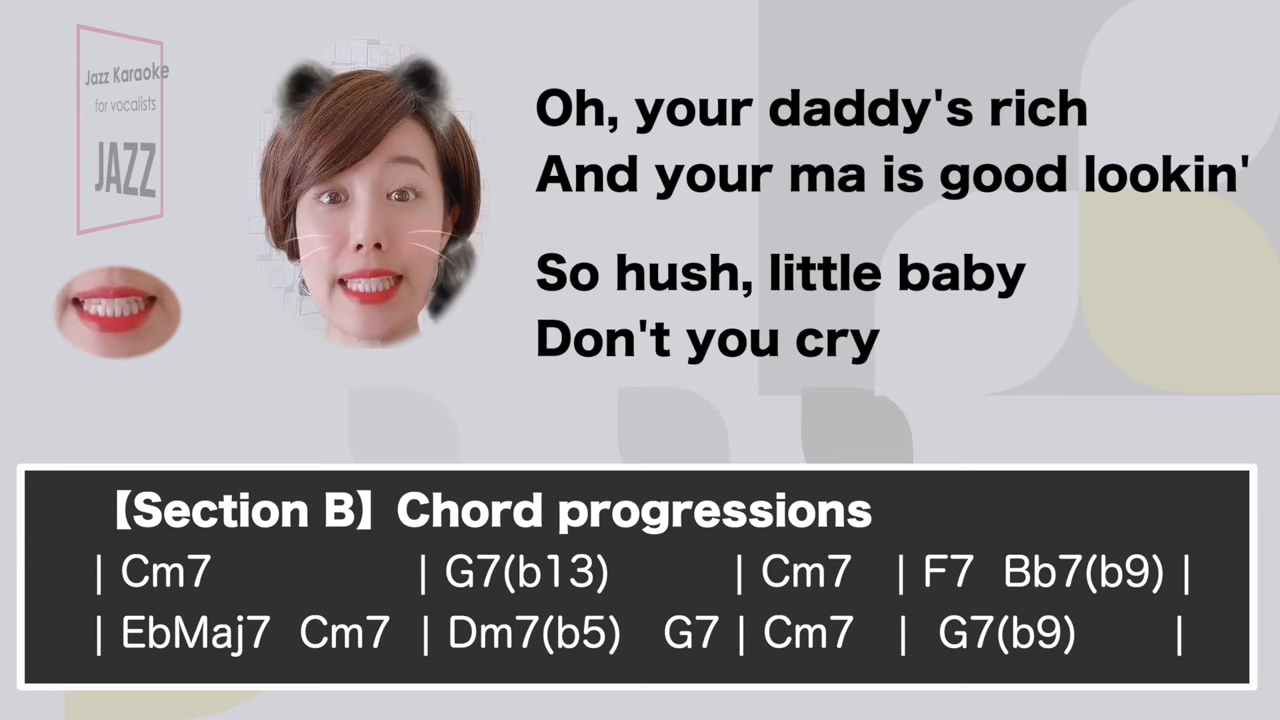 Jazz Karaoke
for vocalists
JAZZ
Oh, your daddy's rich
And your ma is good lookin'
So hush, little baby
Don't you cry
【Section B】Chord progressions
| Cm7 | G7(b13) | Cm7 | F7 Bb7(b9) |
| EbMaj7 Cm7 | Dm7(b5) G7 | Cm7 | G7(b9) |